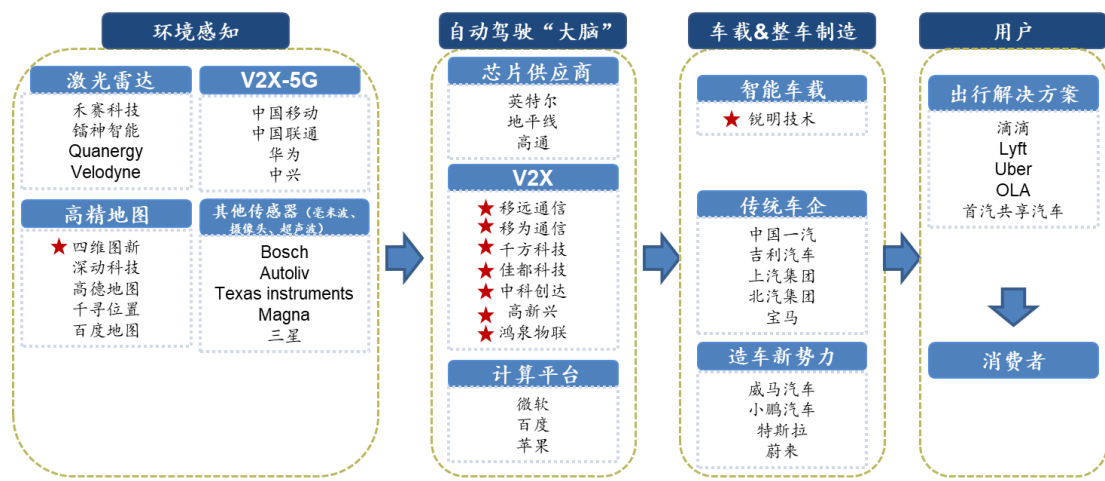 环境感知
激光雷达
禾赛科技
镭神智能
Quanergy
Velodyne
V2X-5G
中国移动
中国联通
华为
中兴
高精地图
四维图新
深动科技
高德地图
千寻位置
百度地图
其他传感器（毫米波、
摄像头、超声波）
Bosch
Autoliv
Texas instruments
Magna
三星
自动驾驶“大脑”
芯片供应商
英特尔
地平线
高通
V2X
移远通信
移为通信
千方科技
佳都科技
中科创达
高新兴
鸿泉物联
计算平台
微软
百度
苹果
车载&整车制造
智能车载
锐明技术
传统车企
中国一汽
吉利汽车
上汽集团
北汽集团
宝马
造车新势力
威马汽车
小鹏汽车
特斯拉
蔚来
用户
出行解决方案
滴滴
Lyft
Uber
OLA
首汽共享汽车
消费者